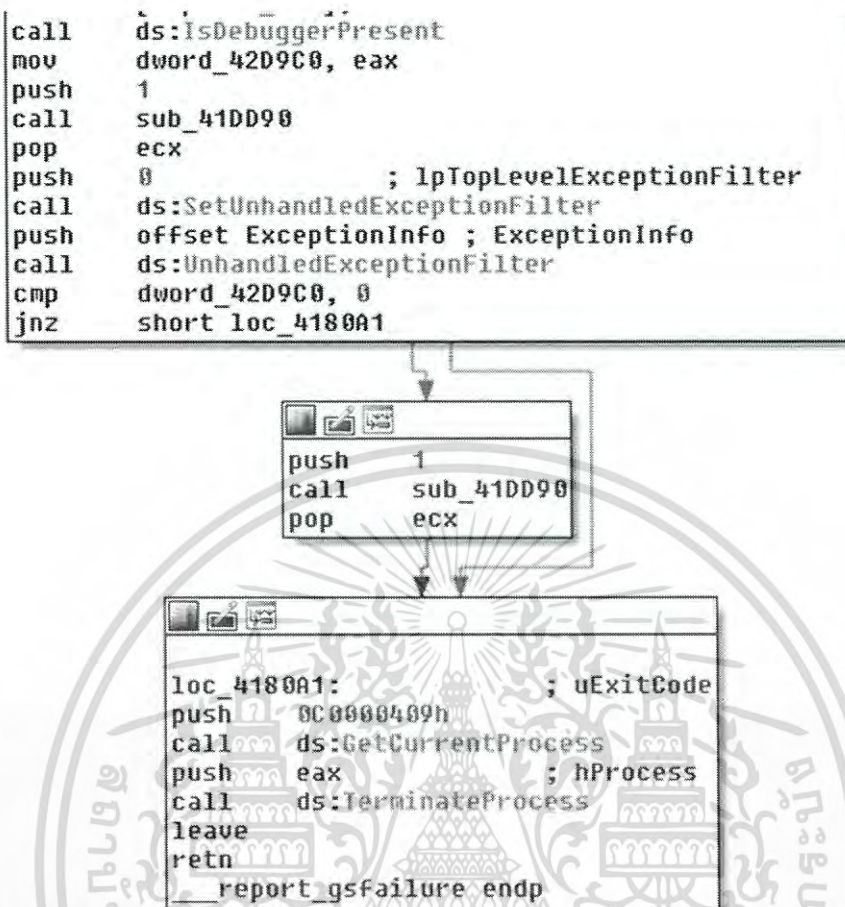 call ds:IsDebuggerPresent
mov dword_42D9C0, eax
push 1
call sub_41DD90
pop ecx
push 0 ; lpTopLevelExceptionFilter
call ds:SetUnhandledExceptionFilter
push offset ExceptionInfo ; ExceptionInfo
call ds:UnhandledExceptionFilter
cmp dword_42D9C0, 0
jnz short loc_4180A1
push 1
call sub_41DD90
pop ecx
loc_4180A1: ; uExitCode
push 0C0000409h
call ds:GetCurrentProcess
push eax ; hProcess
call ds:TerminateProcess
leave
retn
___report_gsfailure endp